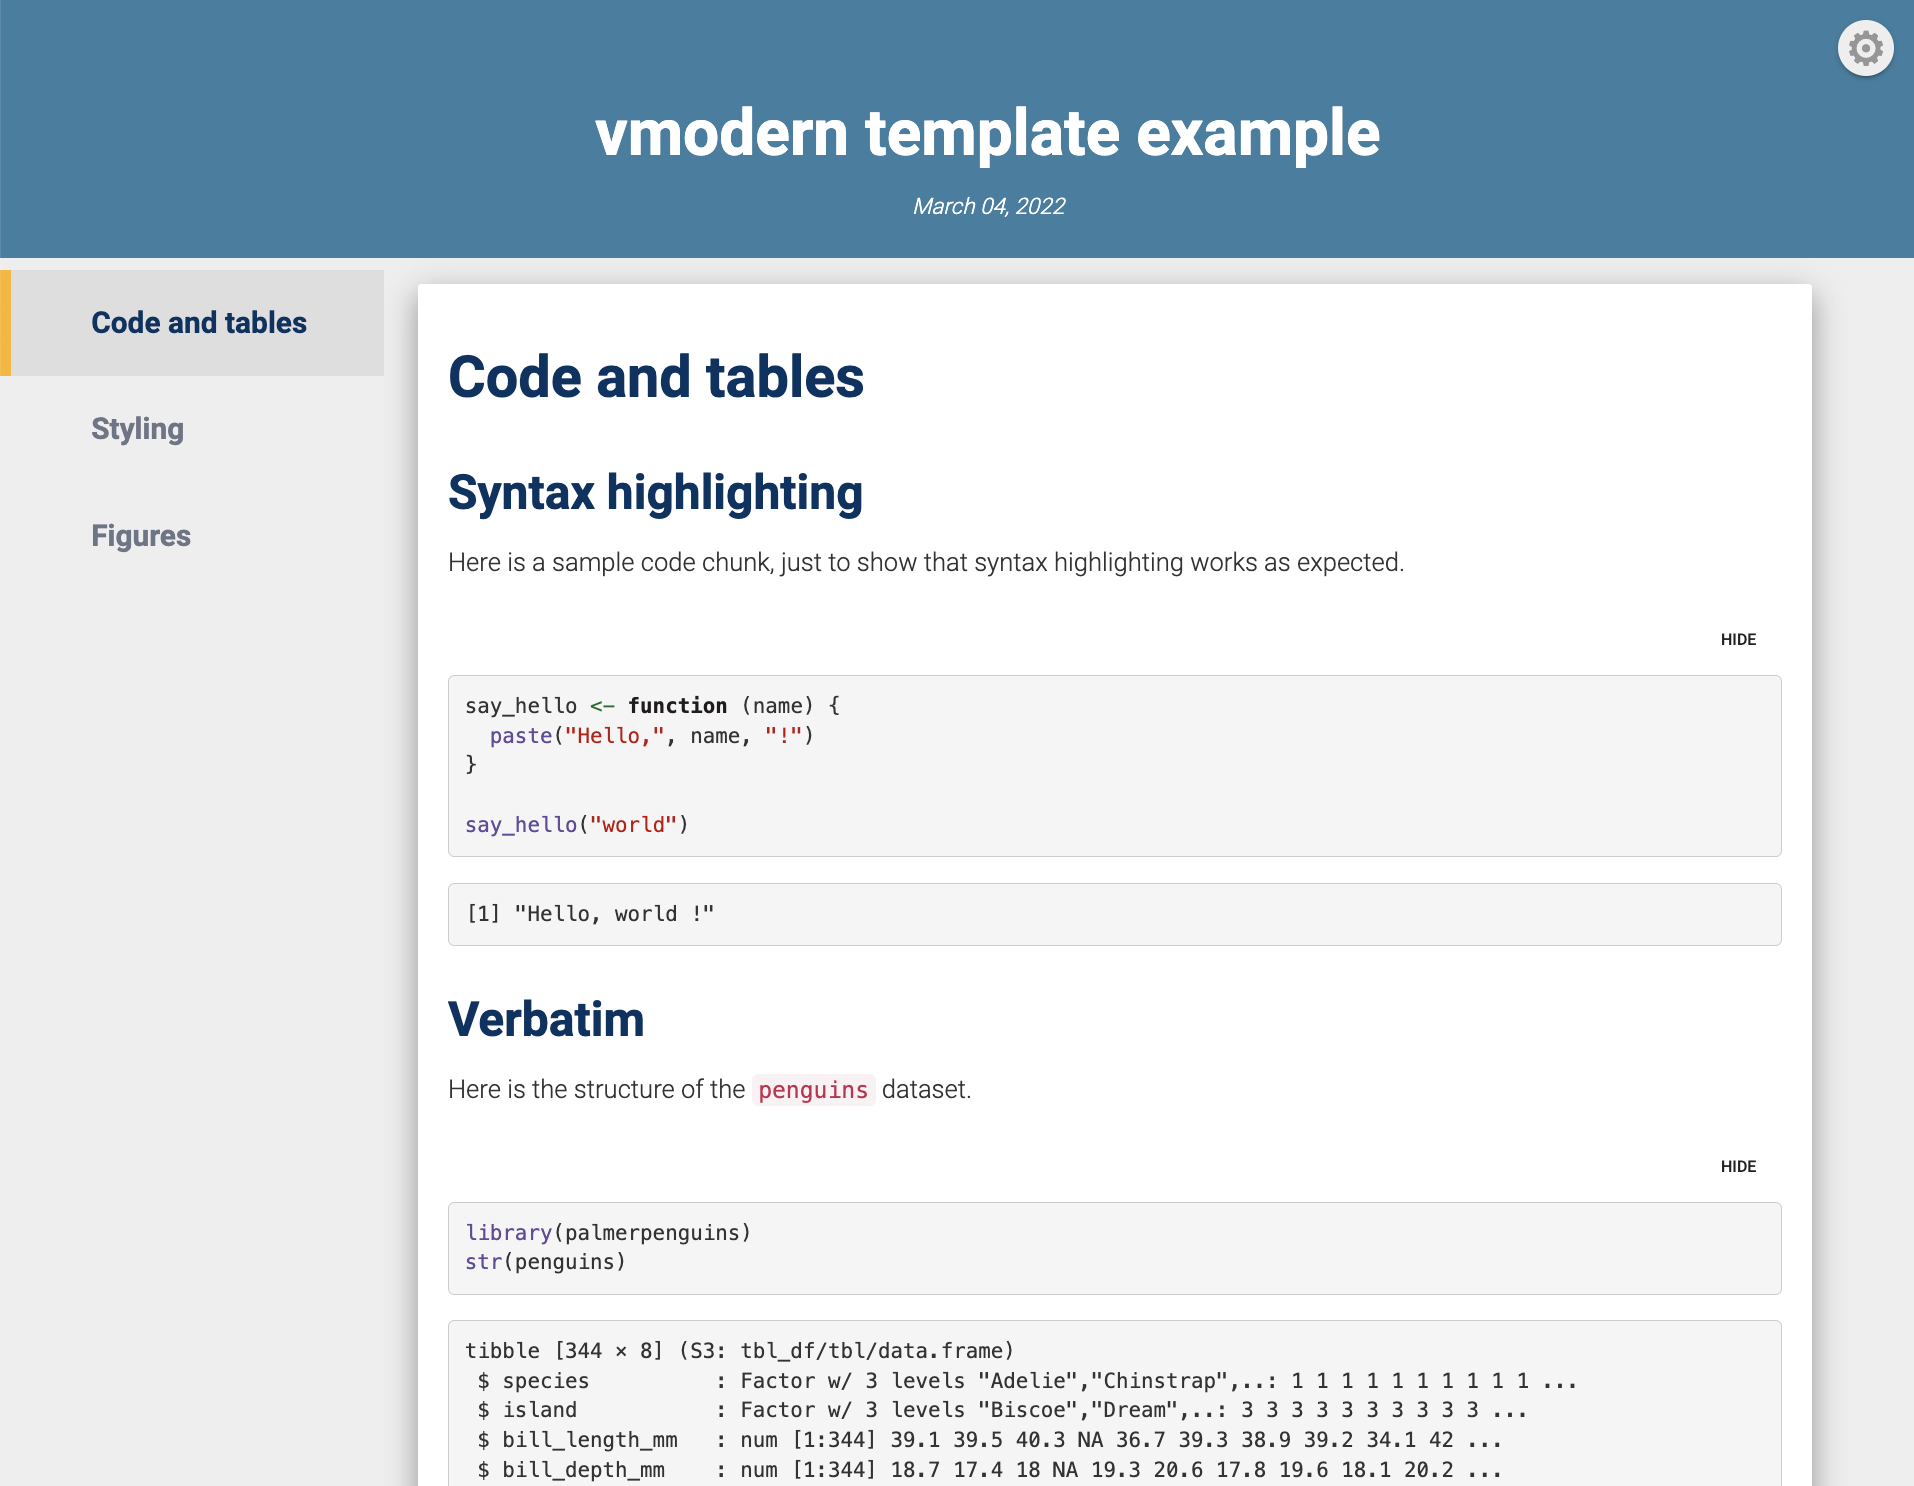 vmodern template example
March 04, 2022
Code and tables
Styling
Figures
Code and tables
Syntax highlighting
Here is a sample code chunk, just to show that syntax highlighting works as expected.
HIDE
say_hello <- function (name) {
  paste("Hello,", name, "!")
}
say_hello("world")
[1] "Hello, world !"
Verbatim
Here is the structure of the penguins dataset.
HIDE
library(palmerpenguins)
str(penguins)
tibble [344 × 8] (S3: tbl_df/tbl/data.frame)
 $ species          : Factor w/ 3 levels "Adelie","Chinstrap",..: 1 1 1 1 1 1 1 1 1 1 ...
 $ island           : Factor w/ 3 levels "Biscoe","Dream",..: 3 3 3 3 3 3 3 3 3 3 ...
 $ bill_length_mm   : num [1:344] 39.1 39.5 40.3 NA 36.7 39.3 38.9 39.2 34.1 42 ...
 $ bill_depth_mm    : num [1:344] 18.7 17.4 18 NA 19.3 20.6 17.8 19.6 18.1 20.2 ...